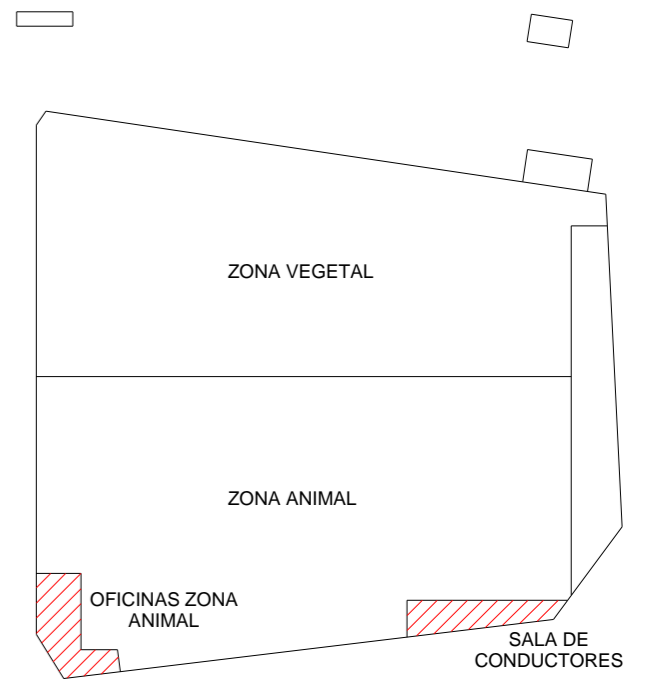 ZONA VEGETAL
ZONA ANIMAL
OFICINAS ZONA
ANIMAL
SALA DE
CONDUCTORES